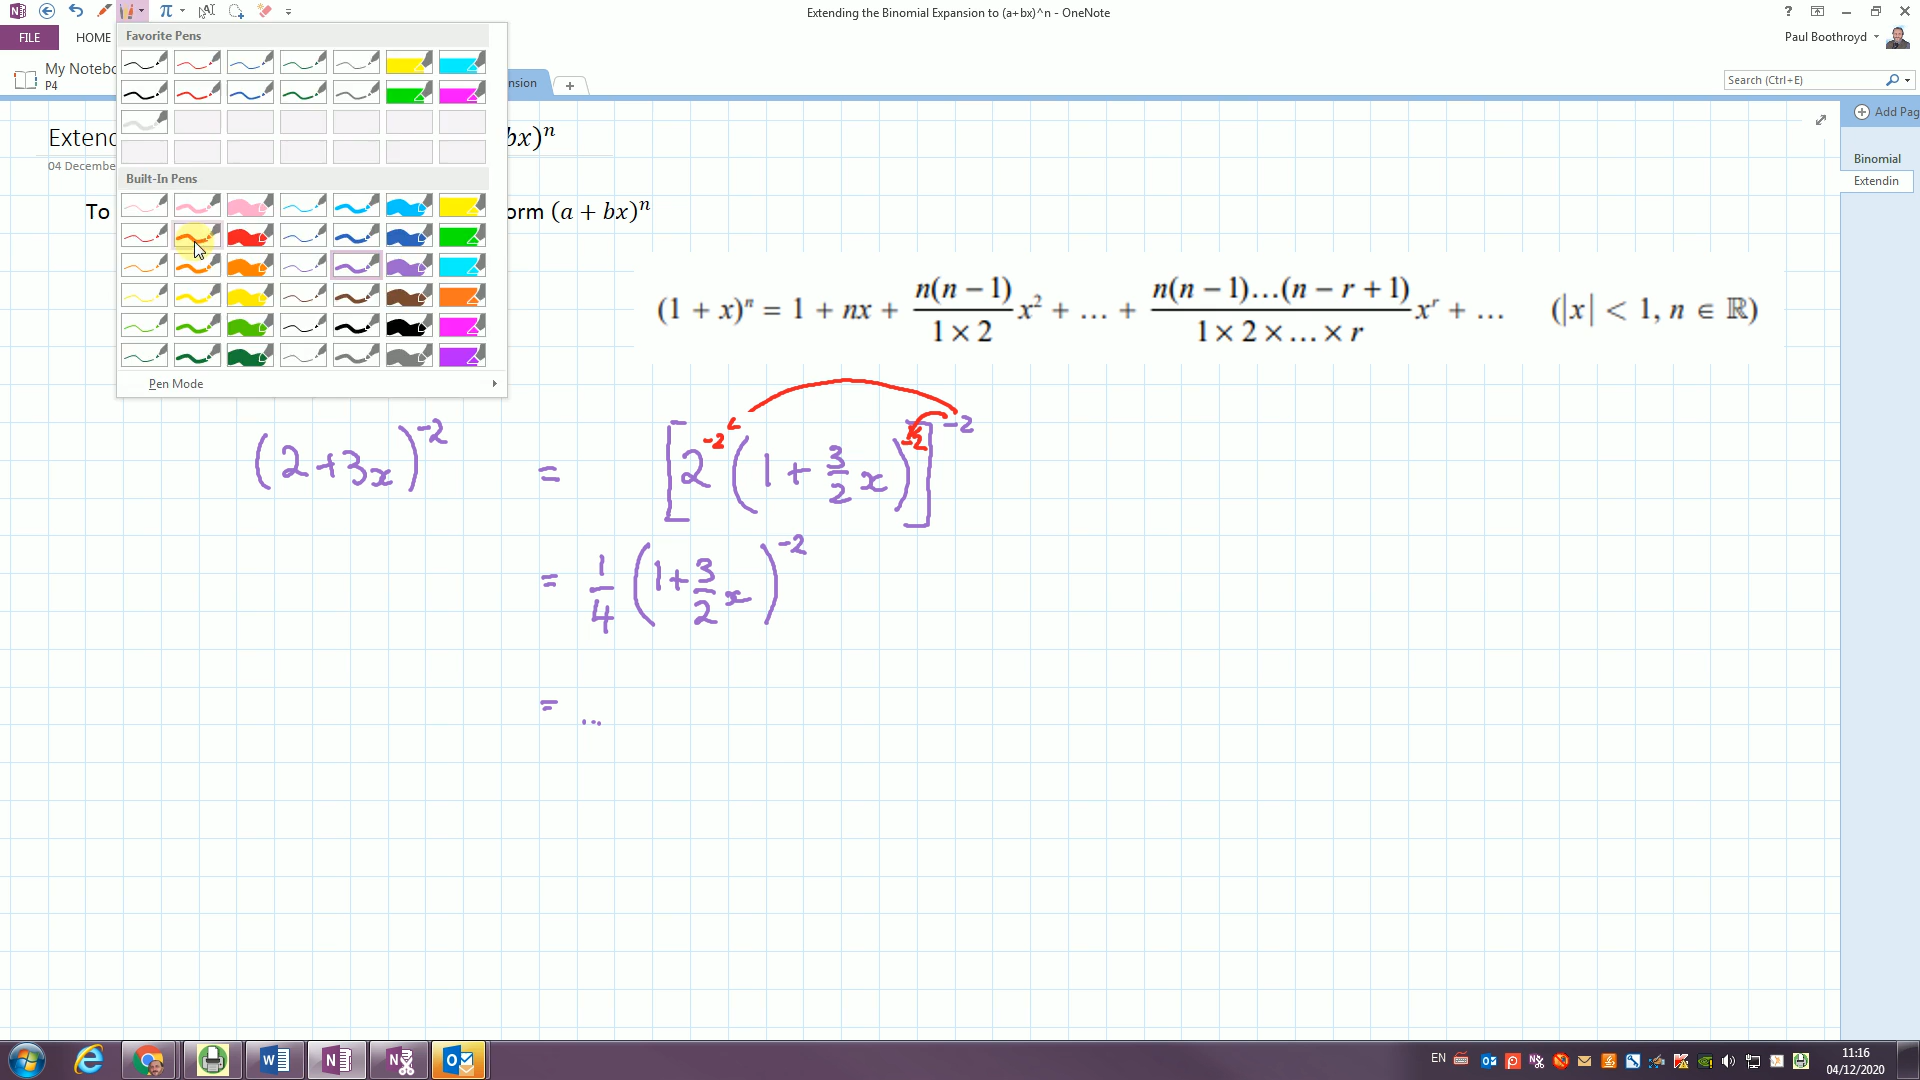 Extending the Binomial Expansion to (a+bx)^n - OneNote
FILE
HOME
Paul Boothroyd
My Notebo
P4
nsion
Search (Ctrl+E)
Favorite Pens
Built-In Pens
Pen Mode
Add Pag
Binomial
Extendin
Extend bx)^n
04 Decembe
To orm (a + bx)^n
(1 + x)^n = 1 + nx + n(n − 1)/(1 × 2) x² + … + n(n − 1)…(n − r + 1)/(1 × 2 × … × r) x^r + … (|x| < 1, n ∈ ℝ)
(2+3x)^-2 = [2^-2 (1 + 3/2 x)^-2]^-2
= 1/4 (1 + 3/2 x)^-2
= ...
EN
11:16
04/12/2020